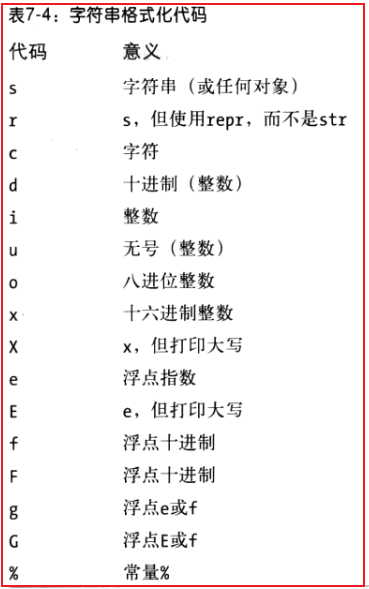 表7-4：字符串格式化代码
代码 意义
s 字符串（或任何对象）
r s，但使用repr，而不是str
c 字符
d 十进制（整数）
i 整数
u 无号（整数）
o 八进位整数
x 十六进制整数
X x，但打印大写
e 浮点指数
E e，但打印大写
f 浮点十进制
F 浮点十进制
g 浮点e或f
G 浮点E或f
% 常量%